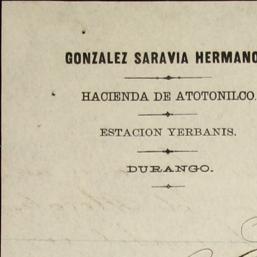 GONZALEZ SARAVIA HERMANO
HACIENDA DE ATOTONILCO.
ESTACION YERBANIS.
DURANGO.